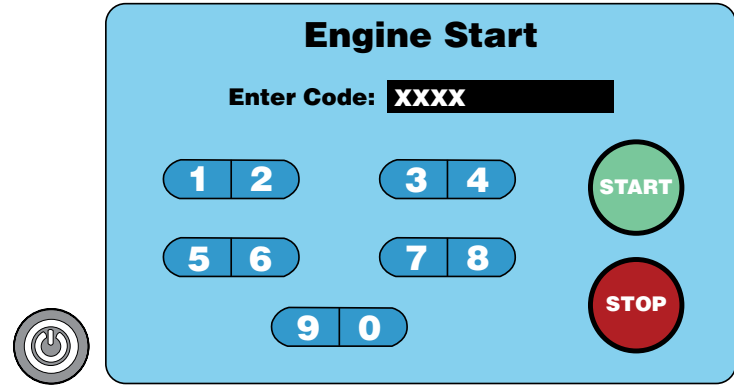 Engine Start
Enter Code: XXXX
1 2 3 4 START
5 6 7 8
9 0 STOP